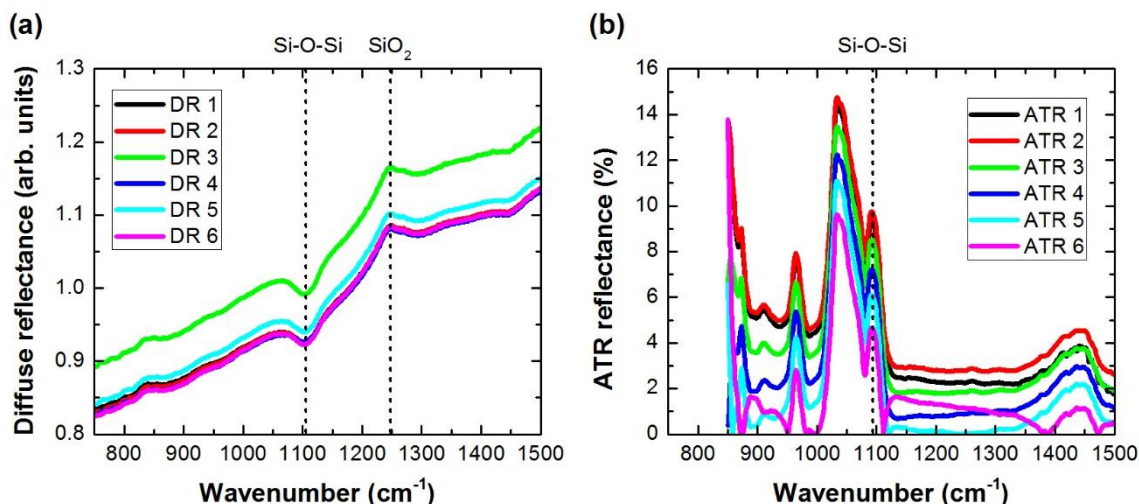 (a)
Si-O-Si SiO₂
1.3
1.2
1.1
1.0
0.9
0.8
Diffuse reflectance (arb. units)
DR 1
DR 2
DR 3
DR 4
DR 5
DR 6
800 900 1000 1100 1200 1300 1400 1500
Wavenumber (cm⁻¹)
(b)
Si-O-Si
16
14
12
10
8
6
4
2
0
ATR reflectance (%)
ATR 1
ATR 2
ATR 3
ATR 4
ATR 5
ATR 6
800 900 1000 1100 1200 1300 1400 1500
Wavenumber (cm⁻¹)